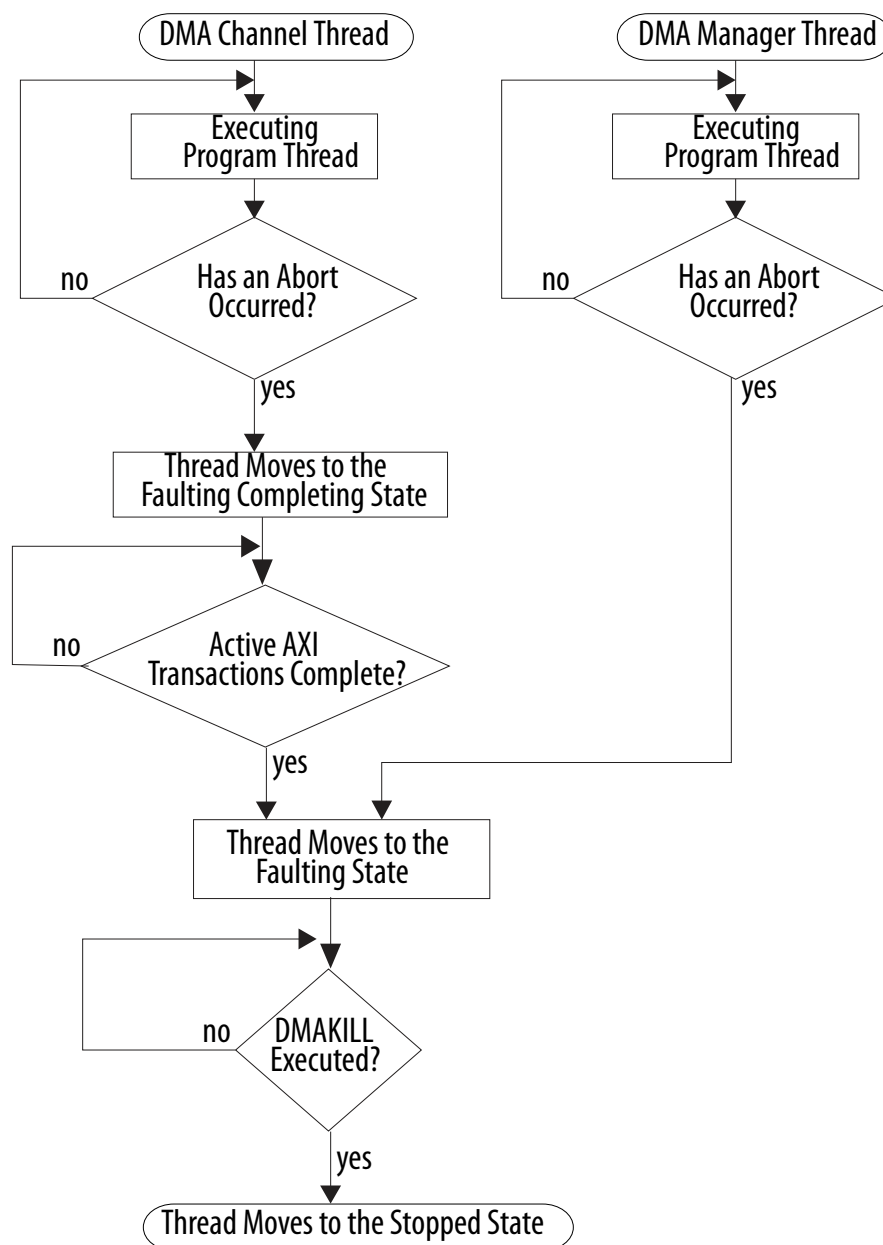 DMA Channel Thread
DMA Manager Thread
Executing
Program Thread
Executing
Program Thread
no
Has an Abort
Occurred?
no
Has an Abort
Occurred?
yes
yes
Thread Moves to the
Faulting Completing State
no
Active AXI
Transactions Complete?
yes
Thread Moves to the
Faulting State
no
DMAKILL
Executed?
yes
Thread Moves to the Stopped State